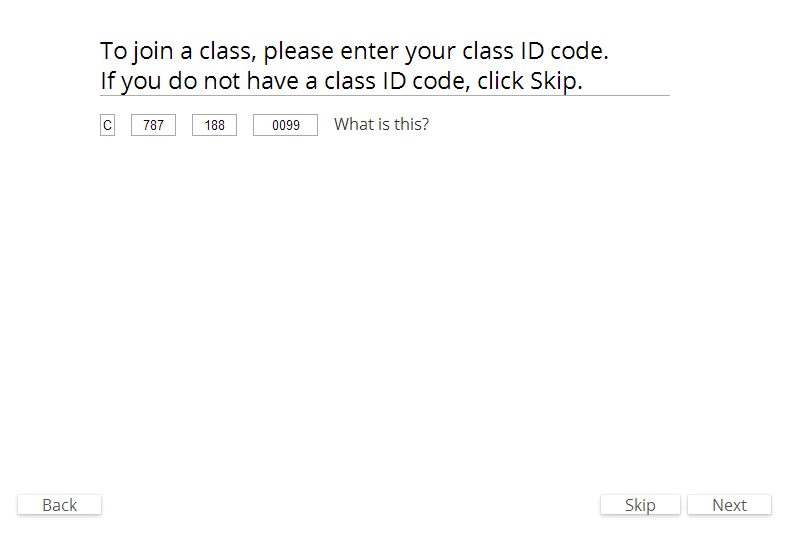 To join a class, please enter your class ID code.
If you do not have a class ID code, click Skip.
C 787 188 0099 What is this?
Back Skip Next